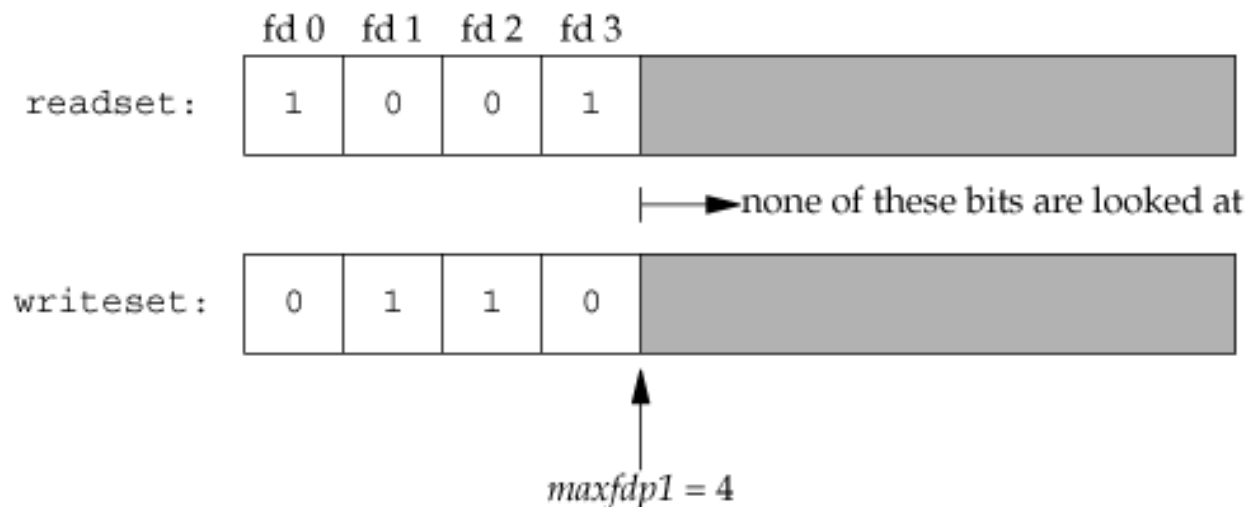 fd 0 fd 1 fd 2 fd 3
readset: 1 0 0 1
none of these bits are looked at
writeset: 0 1 1 0
maxfdp1 = 4